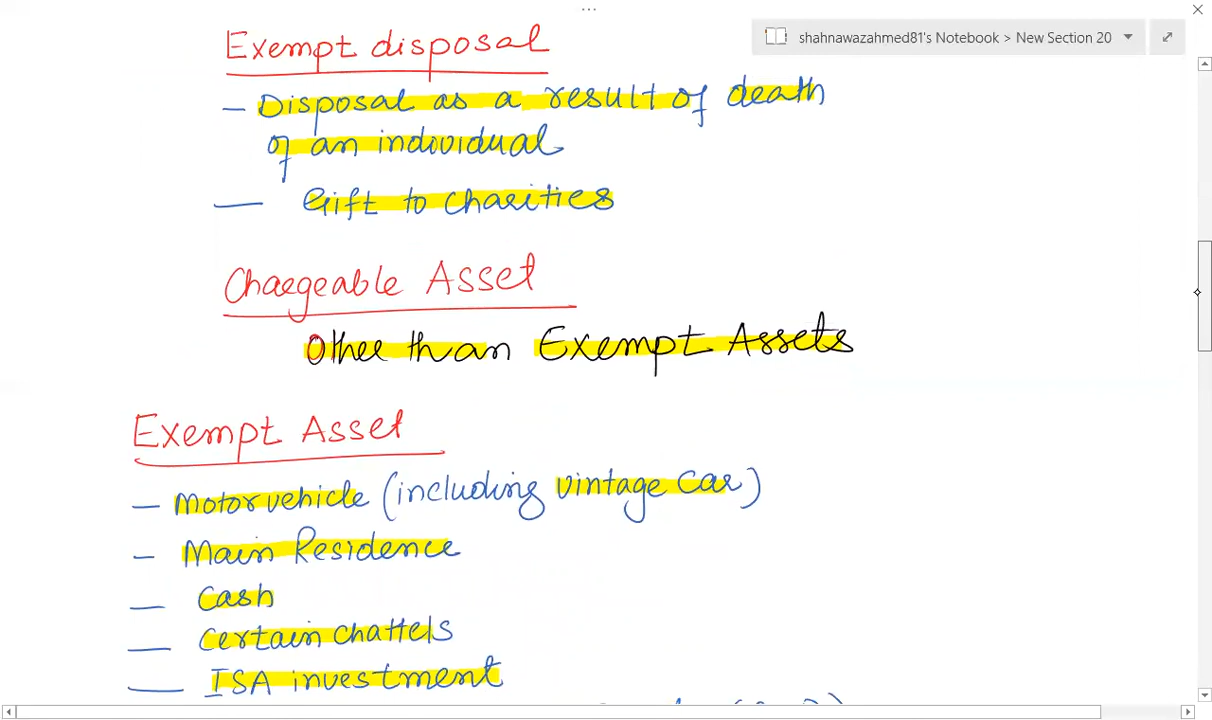 shahnawazahmed81's Notebook > New Section 20
Exempt disposal
- Disposal as a result of death
of an individual
- Gift to charities
Chargeable Asset
Other than Exempt Assets
Exempt Asset
- Motor vehicle (including vintage Car)
- Main Residence
- Cash
- Certain chattels
- ISA investment